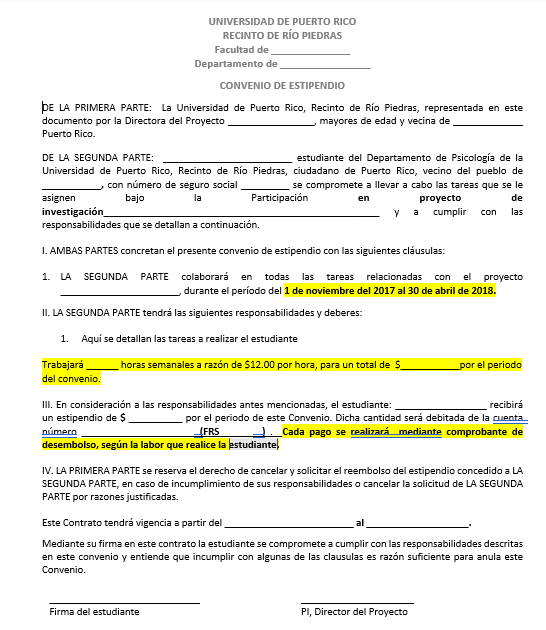 UNIVERSIDAD DE PUERTO RICO
RECINTO DE RÍO PIEDRAS
Facultad de _______________
Departamento de _________________
CONVENIO DE ESTIPENDIO
DE LA PRIMERA PARTE: La Universidad de Puerto Rico, Recinto de Río Piedras, representada en este
documento por la Directora del Proyecto _______________, mayores de edad y vecina de ____________
Puerto Rico.
DE LA SEGUNDA PARTE: ______________________ estudiante del Departamento de Psicología de la
Universidad de Puerto Rico, Recinto de Río Piedras, ciudadano de Puerto Rico, vecino del pueblo de
__________, con número de seguro social ________ se compromete a llevar a cabo las tareas que se le
asignen bajo la Participación en proyecto de
investigación______________________________________________ y a cumplir con las
responsabilidades que se detallan a continuación.
I. AMBAS PARTES concretan el presente convenio de estipendio con las siguientes cláusulas:
1. LA SEGUNDA PARTE colaborará en todas las tareas relacionadas con el proyecto
____________________, durante el período del 1 de noviembre del 2017 al 30 de abril de 2018.
II. LA SEGUNDA PARTE tendrá las siguientes responsabilidades y deberes:
1. Aquí se detallan las tareas a realizar el estudiante
Trabajará ______ horas semanales a razón de $12.00 por hora, para un total de $__________por el periodo
del convenio.
III. En consideración a las responsabilidades antes mencionadas, el estudiante: _______________ recibirá
un estipendio de $ _________ por el periodo de este Convenio. Dicha cantidad será debitada de la cuenta
número ____________________(FRS ______) . Cada pago se realizará mediante comprobante de
desembolso, según la labor que realice la estudiante.
IV. LA PRIMERA PARTE se reserva el derecho de cancelar y solicitar el reembolso del estipendio concedido a LA
SEGUNDA PARTE, en caso de incumplimiento de sus responsabilidades o cancelar la solicitud de LA SEGUNDA
PARTE por razones justificadas.
Este Contrato tendrá vigencia a partir del ______________________ al _________________.
Mediante su firma en este contrato la estudiante se compromete a cumplir con las responsabilidades descritas
en este convenio y entiende que incumplir con algunas de las clausulas es razón suficiente para anula este
Convenio.
Firma del estudiante
PI, Director del Proyecto